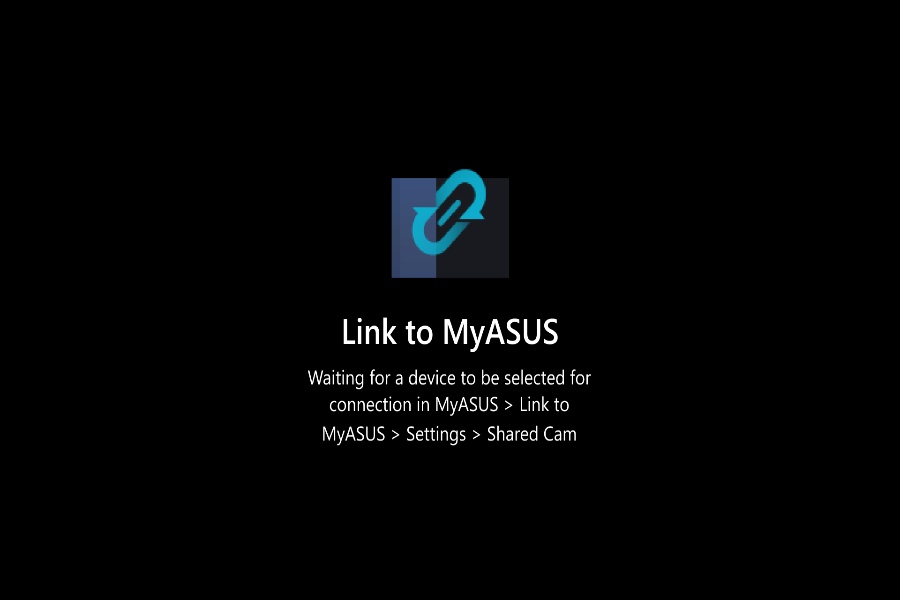 Link to MyASUS
Waiting for a device to be selected for
connection in MyASUS > Link to
MyASUS > Settings > Shared Cam